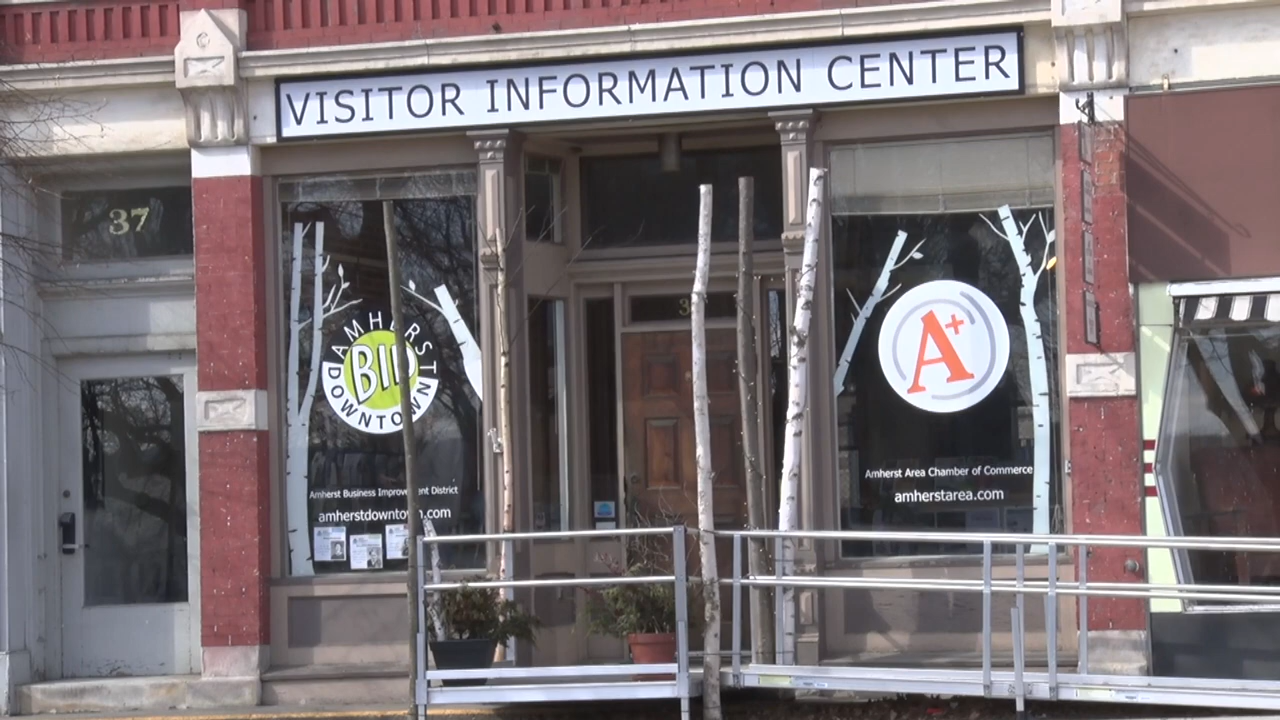 VISITOR INFORMATION CENTER
37
AMHERST
BID
DOWNTOWN
Amherst Business Improvement District
amherstdowntown.com
3
A+
Amherst Area Chamber of Commerce
amherstarea.com